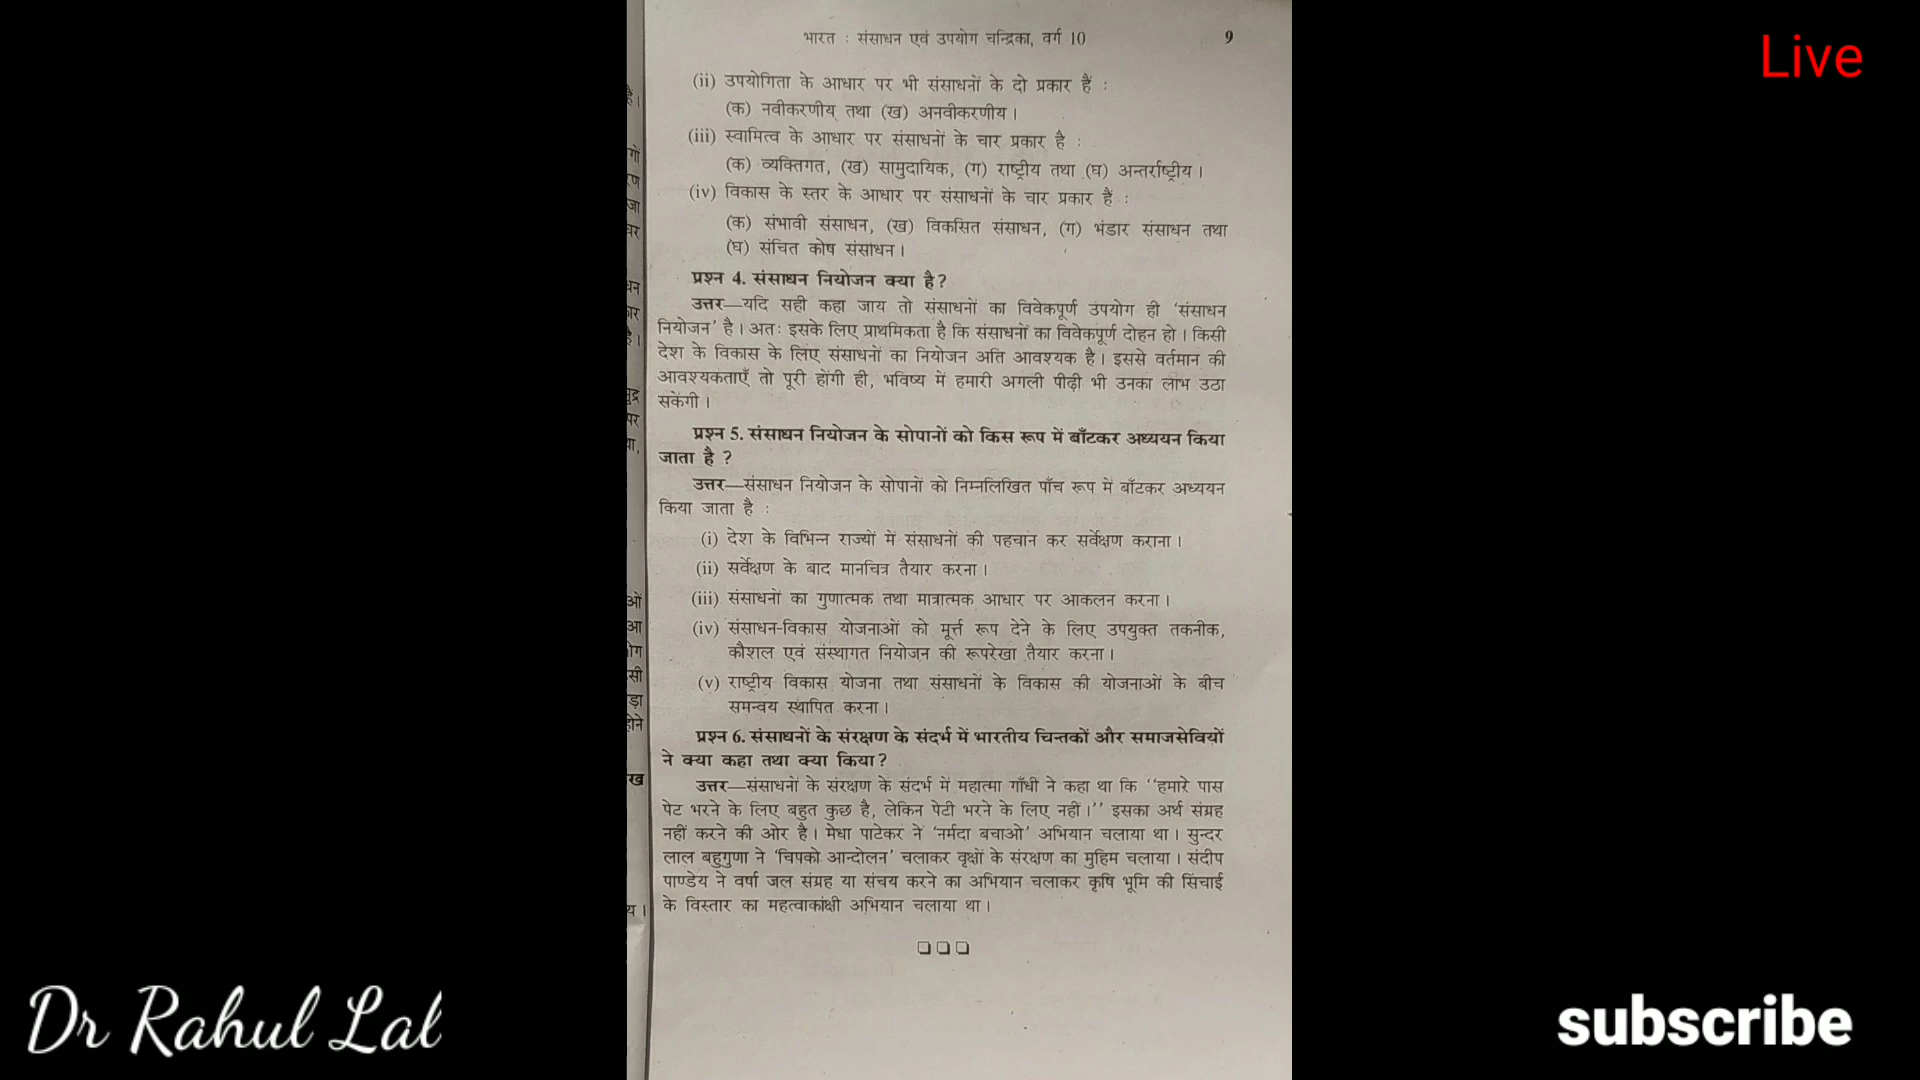 भारत : संसाधन एवं उपयोग चन्द्रिका, वर्ग 10 9
Live
(ii) उपयोगिता के आधार पर भी संसाधनों के दो प्रकार हैं :
(क) नवीकरणीय तथा (ख) अनवीकरणीय।
(iii) स्वामित्व के आधार पर संसाधनों के चार प्रकार है :
(क) व्यक्तिगत, (ख) सामुदायिक, (ग) राष्ट्रीय तथा (घ) अन्तर्राष्ट्रीय।
(iv) विकास के स्तर के आधार पर संसाधनों के चार प्रकार हैं :
(क) संभावी संसाधन, (ख) विकसित संसाधन, (ग) भंडार संसाधन तथा
(घ) संचित कोष संसाधन।
प्रश्न 4. संसाधन नियोजन क्या है?
उत्तर—यदि सही कहा जाय तो संसाधनों का विवेकपूर्ण उपयोग ही ‘संसाधन
नियोजन’ है। अतः इसके लिए प्राथमिकता है कि संसाधनों का विवेकपूर्ण दोहन हो। किसी
देश के विकास के लिए संसाधनों का नियोजन अति आवश्यक है। इससे वर्तमान की
आवश्यकताएँ तो पूरी होंगी ही, भविष्य में हमारी अगली पीढ़ी भी उनका लाभ उठा
सकेंगी।
प्रश्न 5. संसाधन नियोजन के सोपानों को किस रूप में बाँटकर अध्ययन किया
जाता है ?
उत्तर—संसाधन नियोजन के सोपानों को निम्नलिखित पाँच रूप में बाँटकर अध्ययन
किया जाता है :
(i) देश के विभिन्न राज्यों में संसाधनों की पहचान कर सर्वेक्षण कराना।
(ii) सर्वेक्षण के बाद मानचित्र तैयार करना।
(iii) संसाधनों का गुणात्मक तथा मात्रात्मक आधार पर आकलन करना।
(iv) संसाधन-विकास योजनाओं को मूर्त्त रूप देने के लिए उपयुक्त तकनीक,
कौशल एवं संस्थागत नियोजन की रूपरेखा तैयार करना।
(v) राष्ट्रीय विकास योजना तथा संसाधनों के विकास की योजनाओं के बीच
समन्वय स्थापित करना।
प्रश्न 6. संसाधनों के संरक्षण के संदर्भ में भारतीय चिन्तकों और समाजसेवियों
ने क्या कहा तथा क्या किया?
उत्तर—संसाधनों के संरक्षण के संदर्भ में महात्मा गाँधी ने कहा था कि ‘‘हमारे पास
पेट भरने के लिए बहुत कुछ है, लेकिन पेटी भरने के लिए नहीं।’’ इसका अर्थ संग्रह
नहीं करने की ओर है। मेधा पाटेकर ने ‘नर्मदा बचाओ’ अभियान चलाया था। सुन्दर
लाल बहुगुणा ने ‘चिपको आन्दोलन’ चलाकर वृक्षों के संरक्षण का मुहिम चलाया। संदीप
पाण्डेय ने वर्षा जल संग्रह या संचय करने का अभियान चलाकर कृषि भूमि की सिंचाई
के विस्तार का महत्वाकांक्षी अभियान चलाया था।
Dr Rahul Lal
subscribe